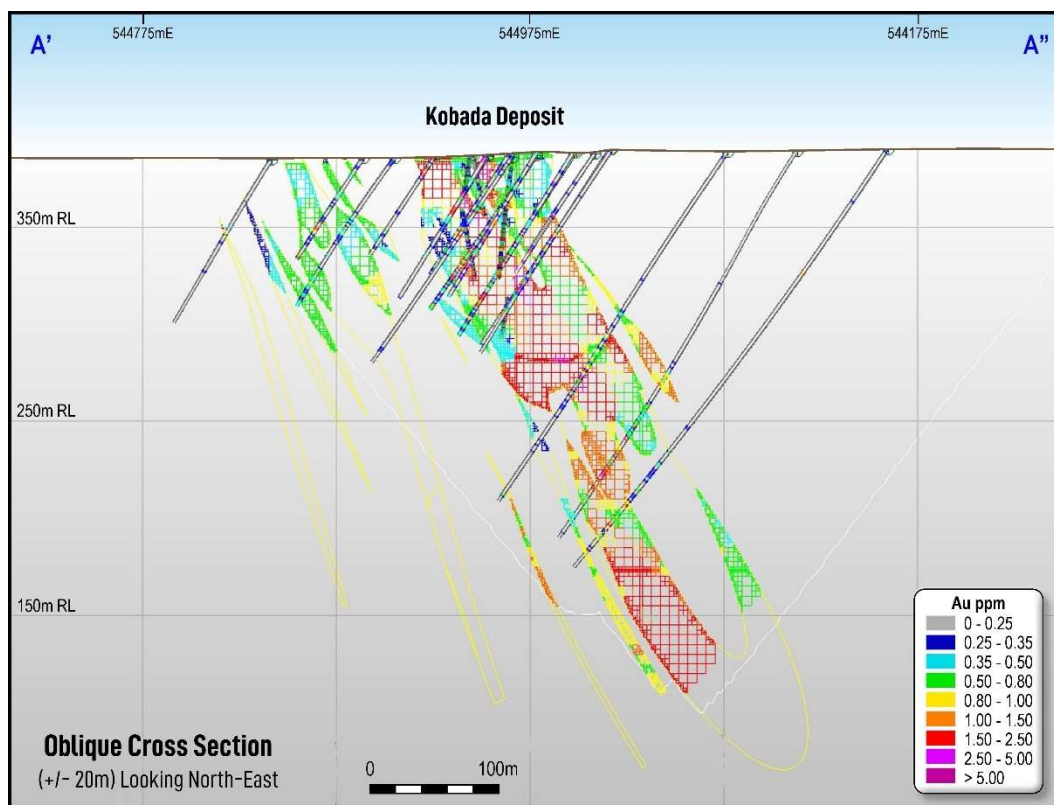 544775mE 544975mE 544175mE
A' A"
Kobada Deposit
350m RL
250m RL
150m RL
Au ppm
0 - 0.25
0.25 - 0.35
0.35 - 0.50
0.50 - 0.80
0.80 - 1.00
1.00 - 1.50
1.50 - 2.50
2.50 - 5.00
> 5.00
Oblique Cross Section
(+/- 20m) Looking North-East
0 100m